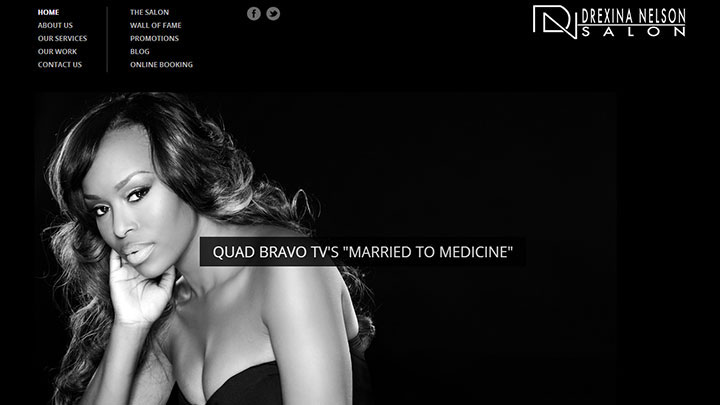 HOME
ABOUT US
OUR SERVICES
OUR WORK
CONTACT US
THE SALON
WALL OF FAME
PROMOTIONS
BLOG
ONLINE BOOKING
DREXINA NELSON
SALON
QUAD BRAVO TV'S "MARRIED TO MEDICINE"